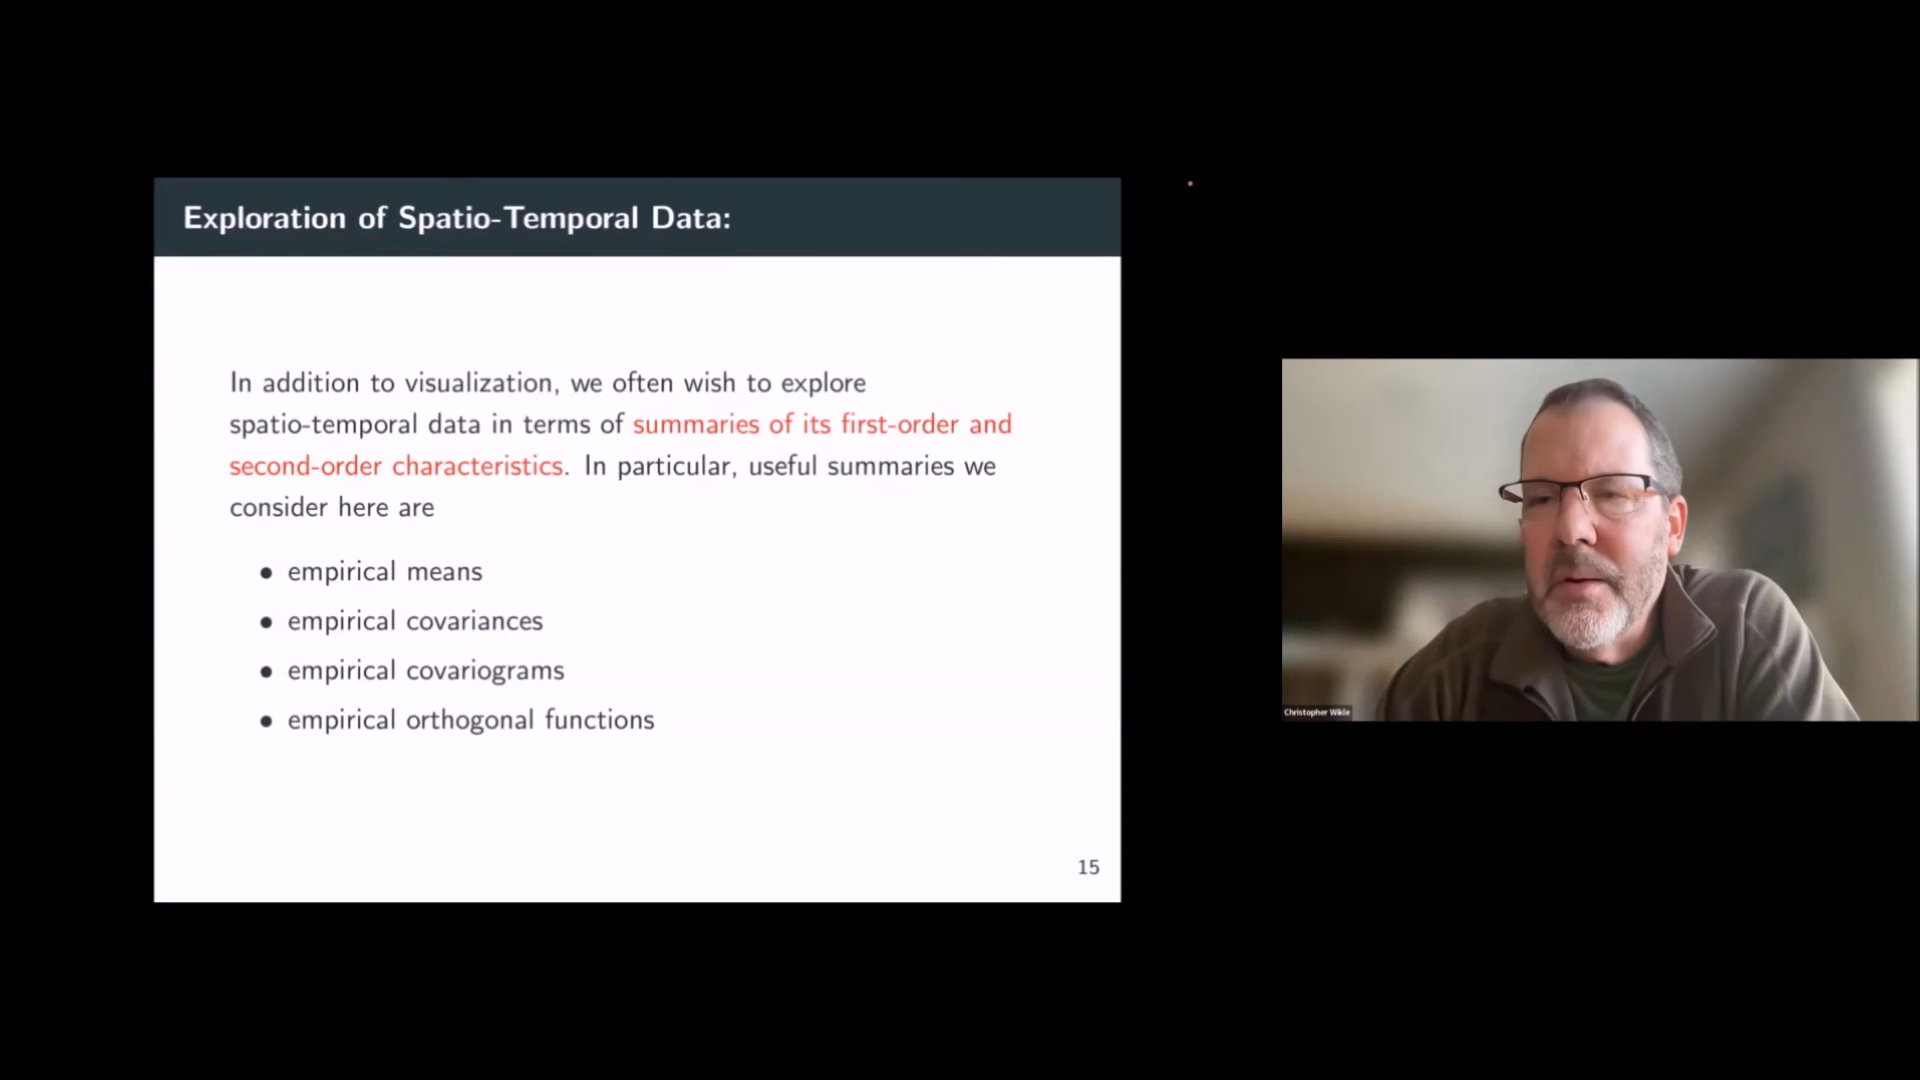 Exploration of Spatio-Temporal Data:
In addition to visualization, we often wish to explore
spatio-temporal data in terms of summaries of its first-order and
second-order characteristics. In particular, useful summaries we
consider here are
• empirical means
• empirical covariances
• empirical covariograms
• empirical orthogonal functions
15
Christopher Wikle